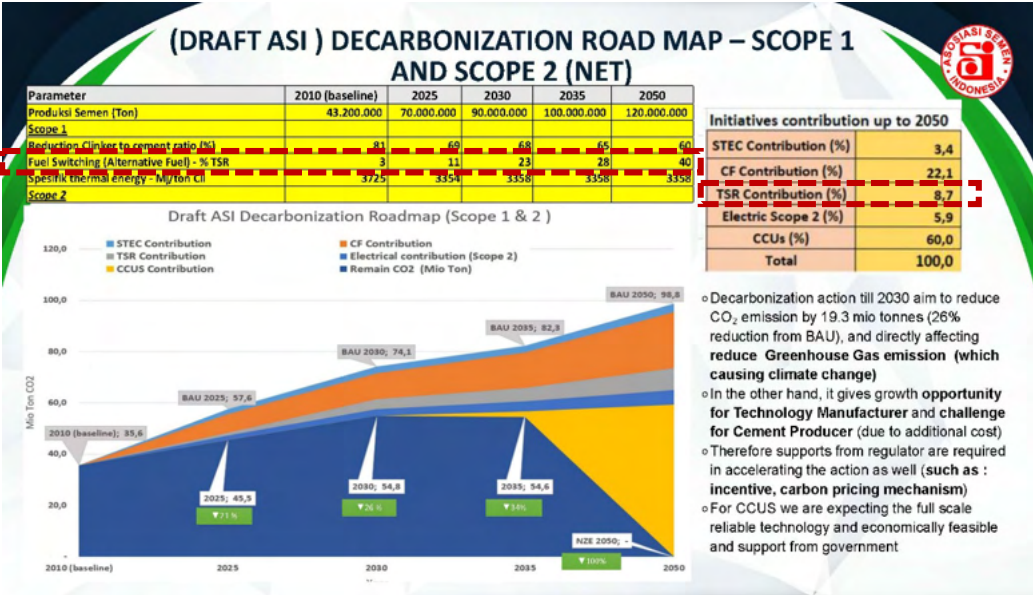 (DRAFT ASI ) DECARBONIZATION ROAD MAP – SCOPE 1
AND SCOPE 2 (NET)
ASOSIASI SEMEN
INDONESIA
Parameter 2010 (baseline) 2025 2030 2035 2050
Produksi Semen (Ton) 43.200.000 70.000.000 90.000.000 100.000.000 120.000.000
Scope 1
Reduction Clinker to cement ratio (%) 81 69 68 65 60
Fuel Switching (Alternative Fuel) - % TSR 3 11 23 28 40
Spesifik thermal energy - Mj/ton Cli 3725 3354 3358 3358 3358
Scope 2
Initiatives contribution up to 2050
STEC Contribution (%) 3,4
CF Contribution (%) 22,1
TSR Contribution (%) 8,7
Electric Scope 2 (%) 5,9
CCUs (%) 60,0
Total 100,0
Draft ASI Decarbonization Roadmap (Scope 1 & 2 )
STEC Contribution
CF Contribution
TSR Contribution
Electrical contribution (Scope 2)
CCUS Contribution
Remain CO2 (Mio Ton)
Mio Ton CO2
120,0
100,0
80,0
60,0
40,0
20,0
-
BAU 2050; 98,8
BAU 2035; 82,3
BAU 2030; 74,1
BAU 2025; 57,6
2010 (baseline); 35,6
2025; 45,5
▼21%
2030; 54,8
▼26 %
2035; 54,6
▼34%
NZE 2050; -
▼100%
2010 (baseline) 2025 2030 2035 2050
Decarbonization action till 2030 aim to reduce
CO2 emission by 19.3 mio tonnes (26%
reduction from BAU), and directly affecting
reduce Greenhouse Gas emission (which
causing climate change)
In the other hand, it gives growth opportunity
for Technology Manufacturer and challenge
for Cement Producer (due to additional cost)
Therefore supports from regulator are required
in accelerating the action as well (such as :
incentive, carbon pricing mechanism)
For CCUS we are expecting the full scale
reliable technology and economically feasible
and support from government